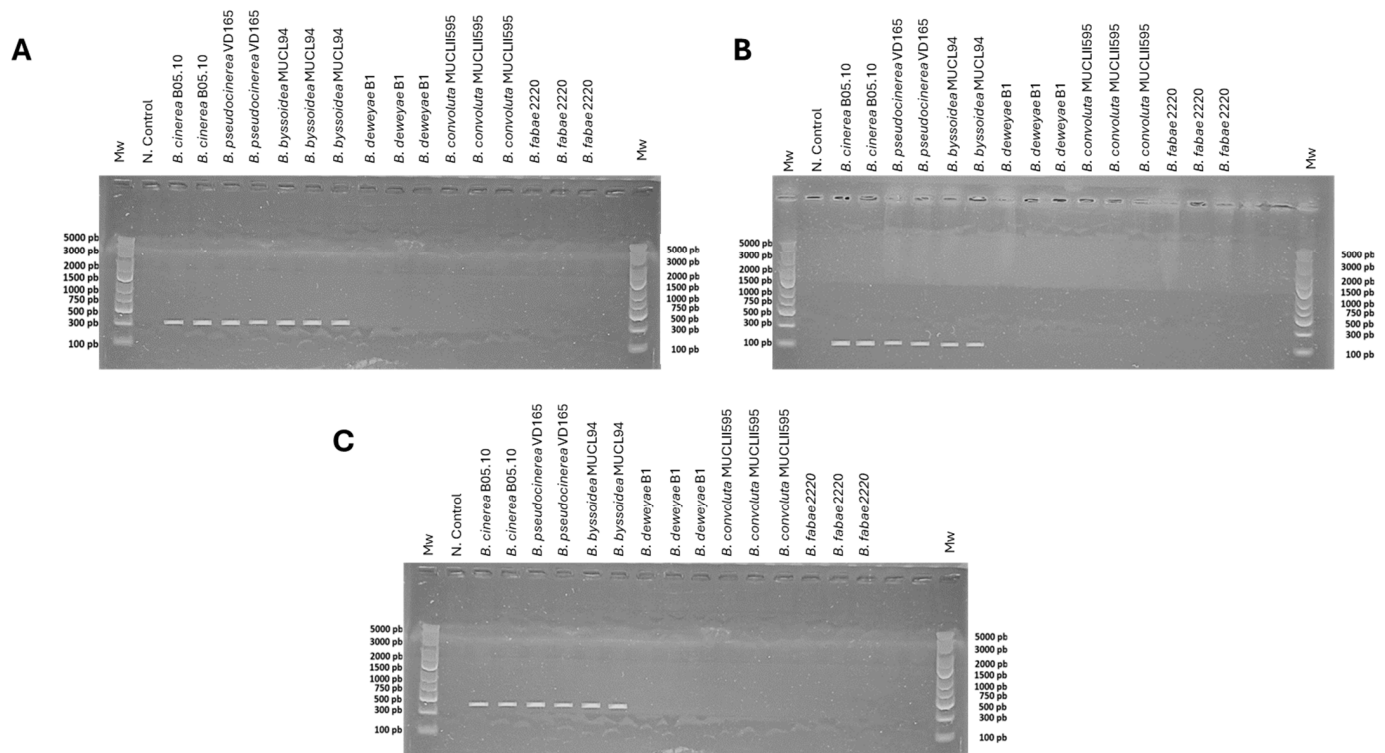 A
Mw
N. Control
B. cinerea B05.10
B. cinerea B05.10
B. pseudocinerea VD165
B. pseudocinerea VD165
B. byssoidea MUCL94
B. byssoidea MUCL94
B. byssoidea MUCL94
B. deweyae B1
B. deweyae B1
B. deweyae B1
B. convoluta MUCLII595
B. convoluta MUCLII595
B. convoluta MUCLII595
B. fabae 2220
B. fabae 2220
B. fabae 2220
Mw
5000 pb
3000 pb
2000 pb
1500 pb
1000 pb
750 pb
500 pb
300 pb
100 pb
5000 pb
3000 pb
2000 pb
1500 pb
1000 pb
750 pb
500 pb
300 pb
100 pb
B
Mw
N. Control
B. cinerea B05.10
B. cinerea B05.10
B. pseudocinerea VD165
B. pseudocinerea VD165
B. byssoidea MUCL94
B. byssoidea MUCL94
B. deweyae B1
B. deweyae B1
B. deweyae B1
B. convoluta MUCLII595
B. convoluta MUCLII595
B. convoluta MUCLII595
B. fabae 2220
B. fabae 2220
B. fabae 2220
Mw
5000 pb
3000 pb
2000 pb
1500 pb
1000 pb
750 pb
500 pb
300 pb
100 pb
5000 pb
3000 pb
2000 pb
1500 pb
1000 pb
750 pb
500 pb
300 pb
100 pb
C
Mw
N. Control
B. cinerea B05.10
B. cinerea B05.10
B. pseudocinerea VD165
B. pseudocinerea VD165
B. byssoidea MUCL94
B. byssoidea MUCL94
B. deweyae B1
B. deweyae B1
B. deweyae B1
B. convoluta MUCLII595
B. convoluta MUCLII595
B. convoluta MUCLII595
B. fabae 2220
B. fabae 2220
B. fabae 2220
Mw
5000 pb
3000 pb
2000 pb
1500 pb
1000 pb
750 pb
500 pb
300 pb
100 pb
5000 pb
3000 pb
2000 pb
1500 pb
1000 pb
750 pb
500 pb
300 pb
100 pb